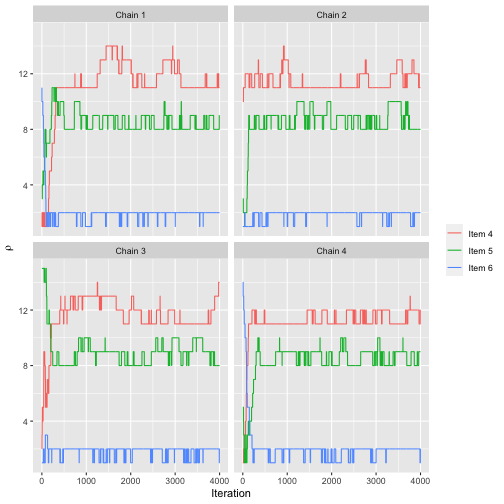 Chain 1
Chain 2
12
8
4
ρ
Chain 3
Chain 4
12
8
4
0 1000 2000 3000 4000
0 1000 2000 3000 4000
Iteration
Item 4
Item 5
Item 6